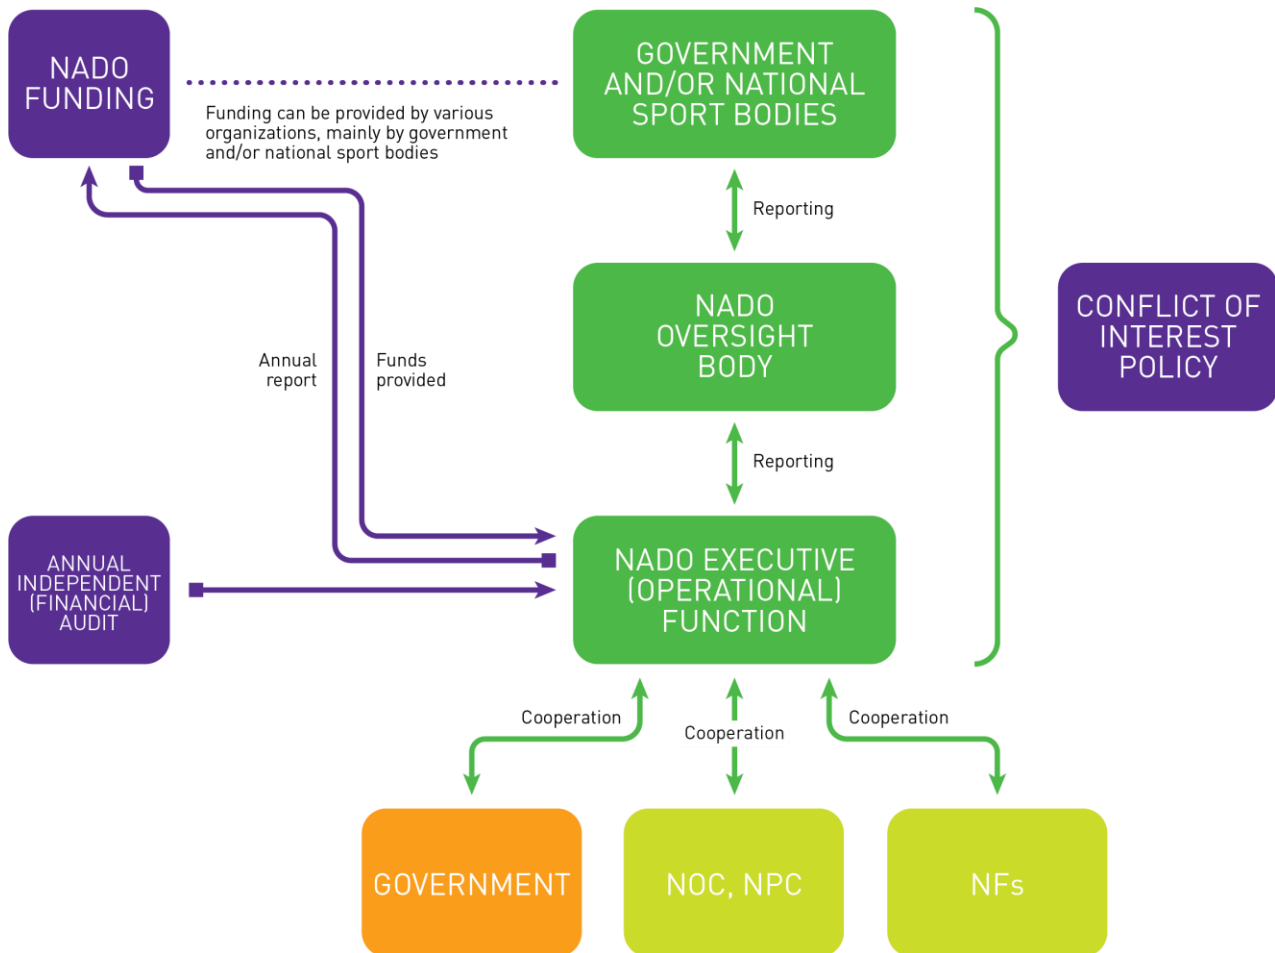 NADO
FUNDING
Funding can be provided by various
organizations, mainly by government
and/or national sport bodies
GOVERNMENT
AND/OR NATIONAL
SPORT BODIES
Reporting
NADO
OVERSIGHT
BODY
CONFLICT OF
INTEREST
POLICY
Annual
report
Funds
provided
Reporting
ANNUAL
INDEPENDENT
(FINANCIAL)
AUDIT
NADO EXECUTIVE
(OPERATIONAL)
FUNCTION
Cooperation
Cooperation
Cooperation
GOVERNMENT
NOC, NPC
NFs